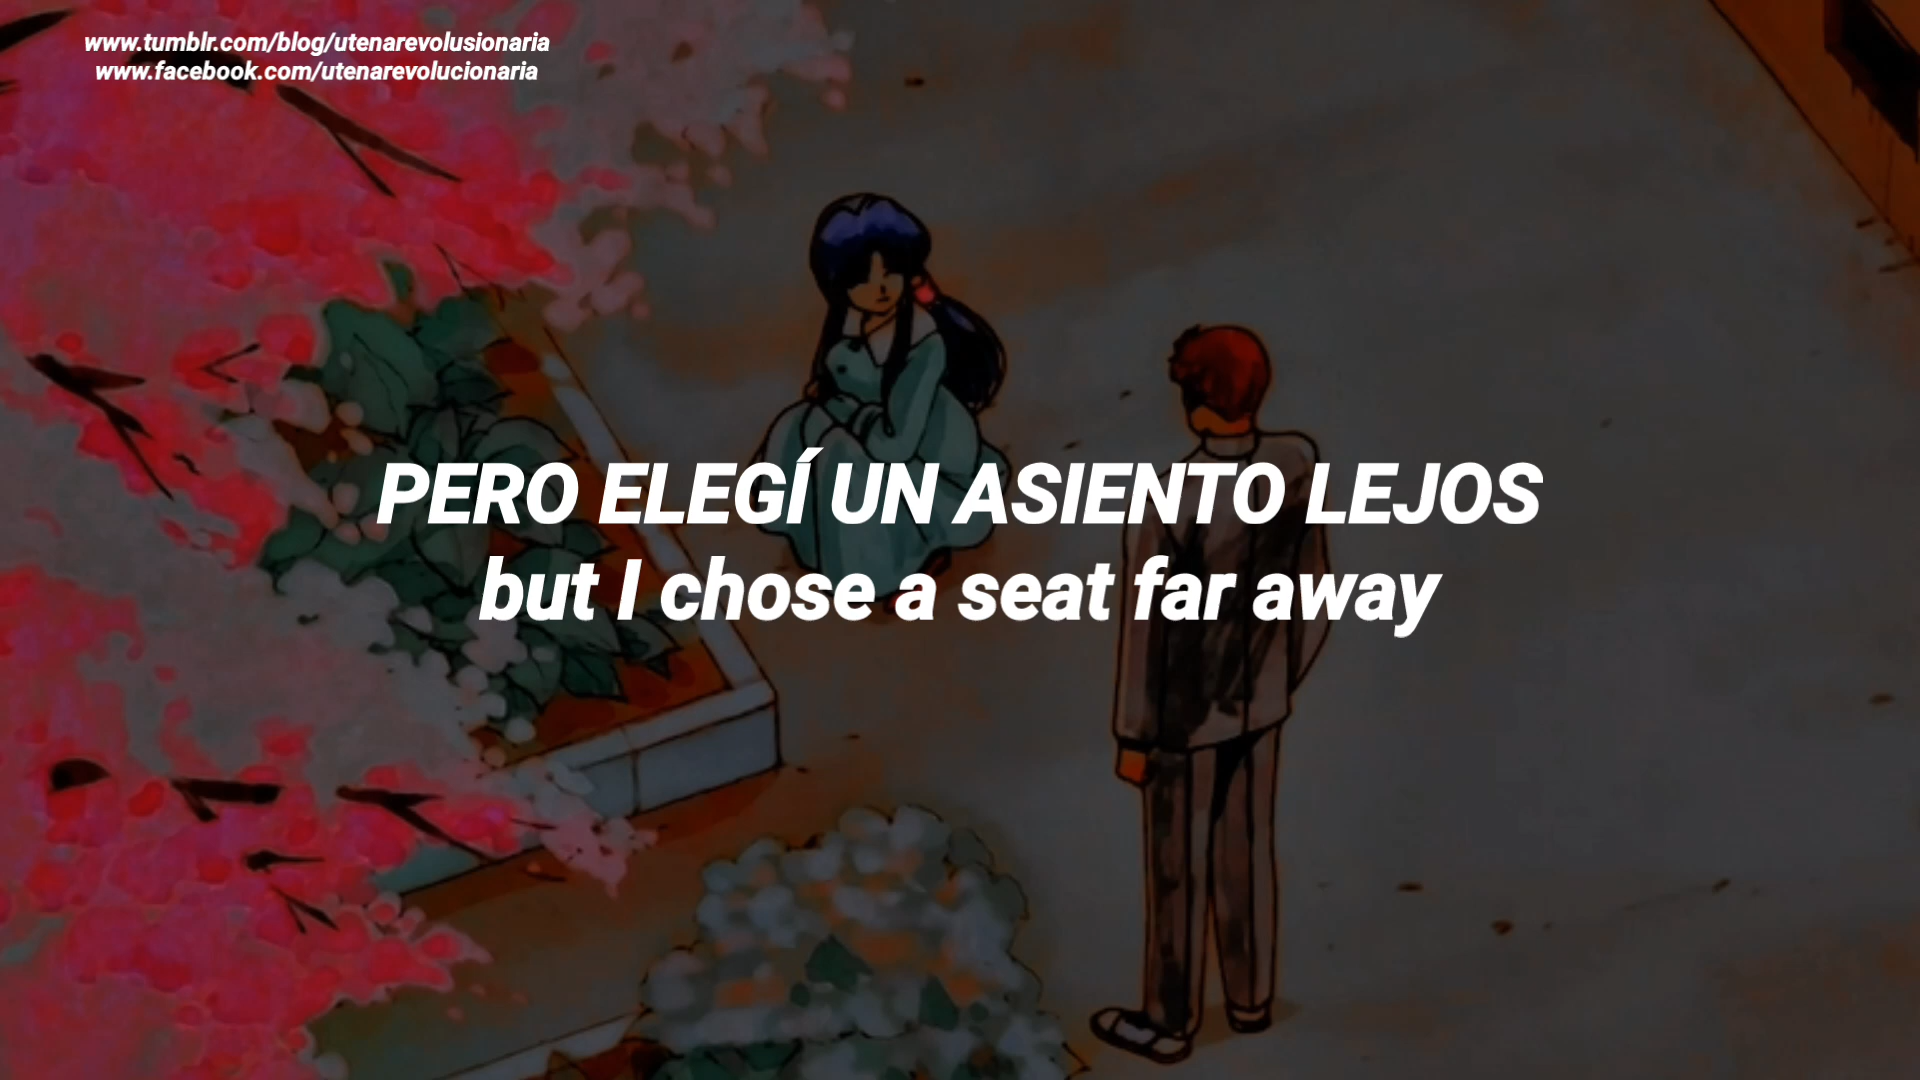 www.tumblr.com/blog/utenarevolusionaria
www.facebook.com/utenarevolucionaria
PERO ELEGÍ UN ASIENTO LEJOS
but I chose a seat far away